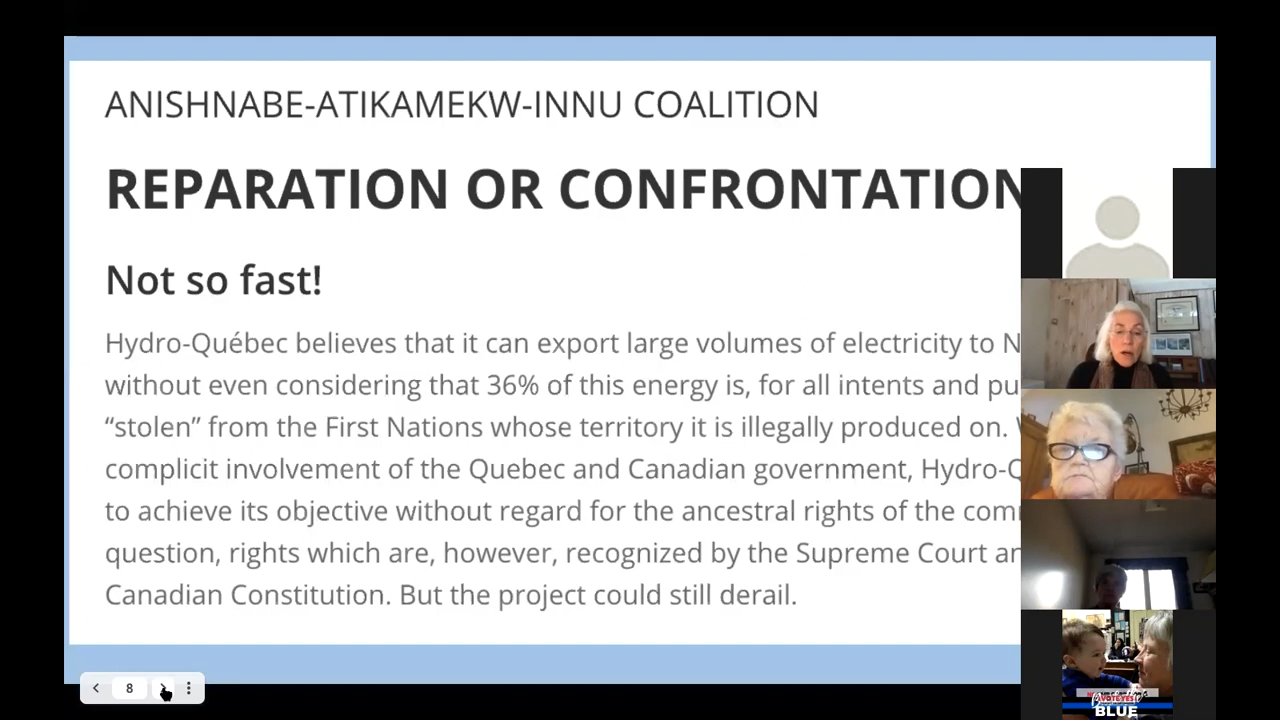 ANISHNABE-ATIKAMEKW-INNU COALITION
REPARATION OR CONFRONTATION
Not so fast!
Hydro-Québec believes that it can export large volumes of electricity to N
without even considering that 36% of this energy is, for all intents and pu
“stolen” from the First Nations whose territory it is illegally produced on.
complicit involvement of the Quebec and Canadian government, Hydro-Q
to achieve its objective without regard for the ancestral rights of the com
question, rights which are, however, recognized by the Supreme Court an
Canadian Constitution. But the project could still derail.
8
BLUE